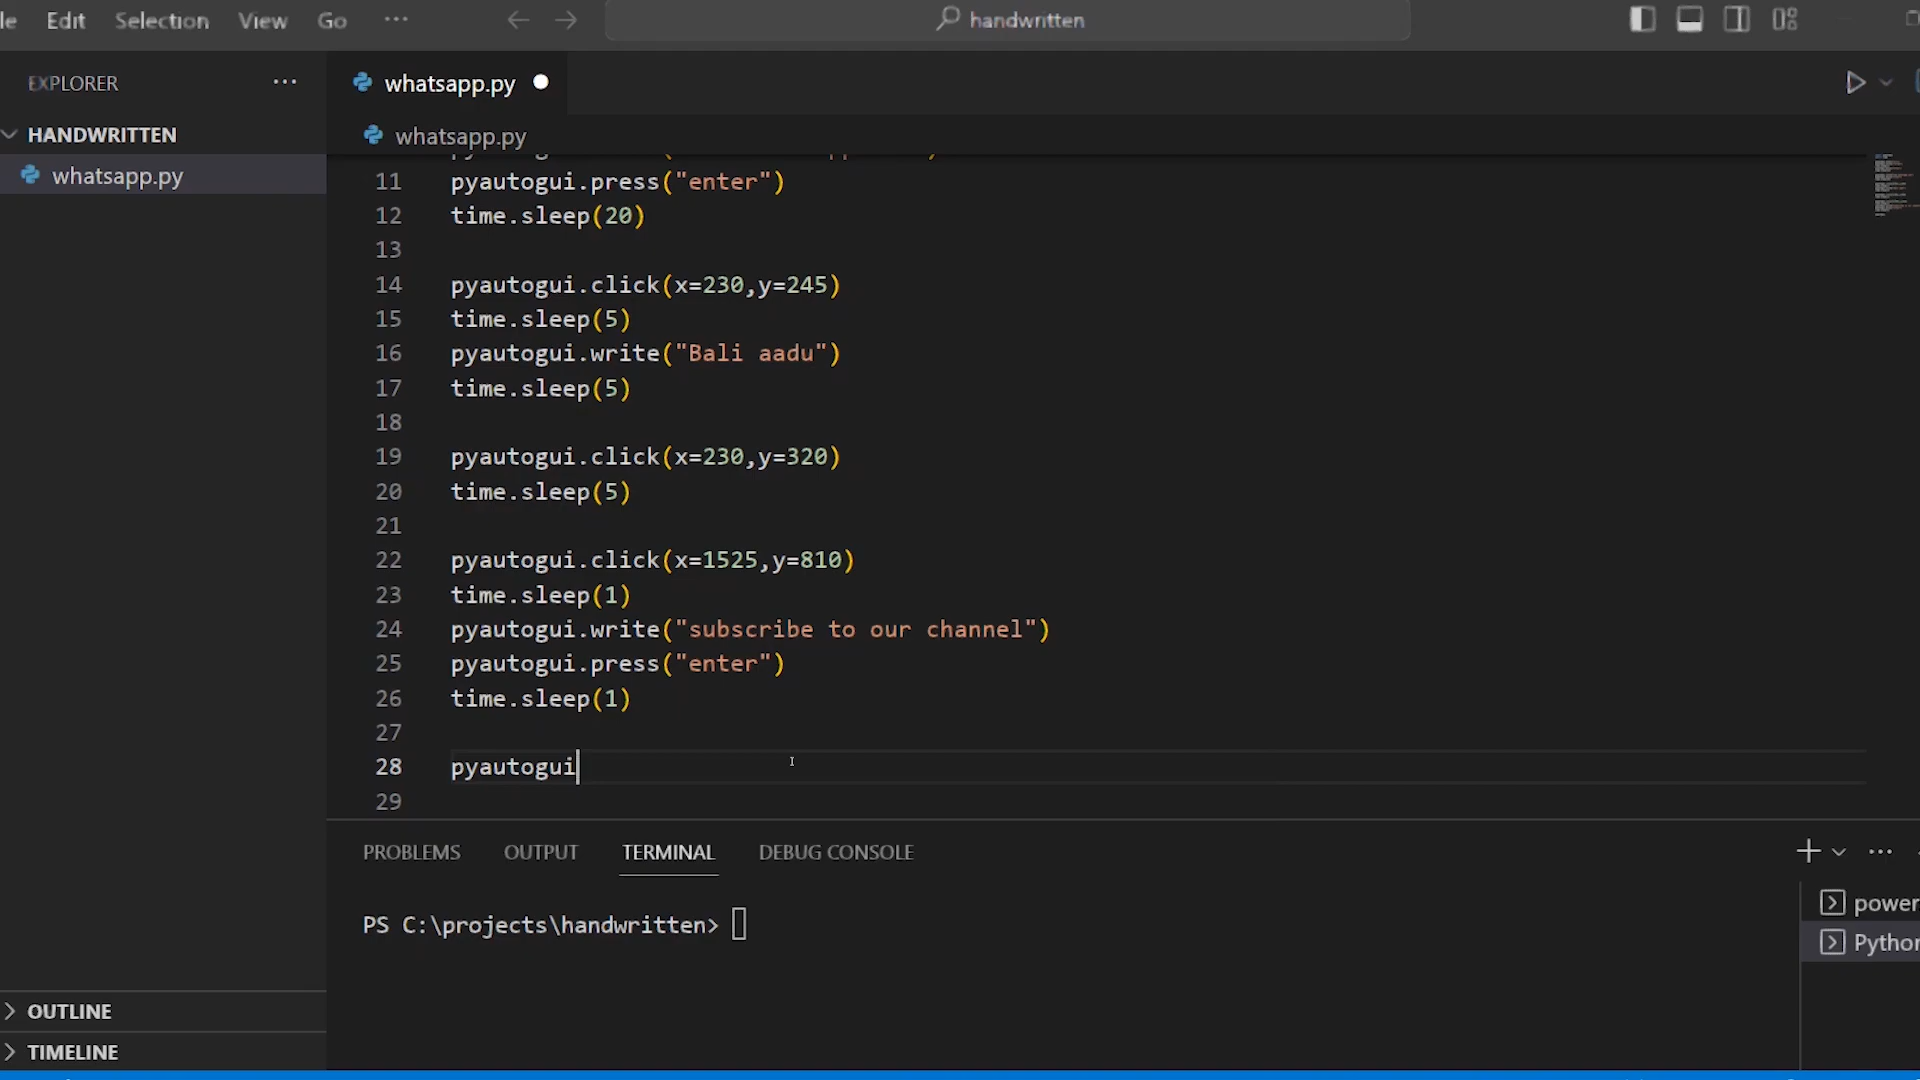 Edit Selection View Go ···
handwritten
EXPLORER ···
HANDWRITTEN
whatsapp.py
whatsapp.py
whatsapp.py
11 pyautogui.press("enter")
12 time.sleep(20)
13
14 pyautogui.click(x=230,y=245)
15 time.sleep(5)
16 pyautogui.write("Bali aadu")
17 time.sleep(5)
18
19 pyautogui.click(x=230,y=320)
20 time.sleep(5)
21
22 pyautogui.click(x=1525,y=810)
23 time.sleep(1)
24 pyautogui.write("subscribe to our channel")
25 pyautogui.press("enter")
26 time.sleep(1)
27
28 pyautogui
29
PROBLEMS OUTPUT TERMINAL DEBUG CONSOLE
PS C:\projects\handwritten>
power
Python
OUTLINE
TIMELINE